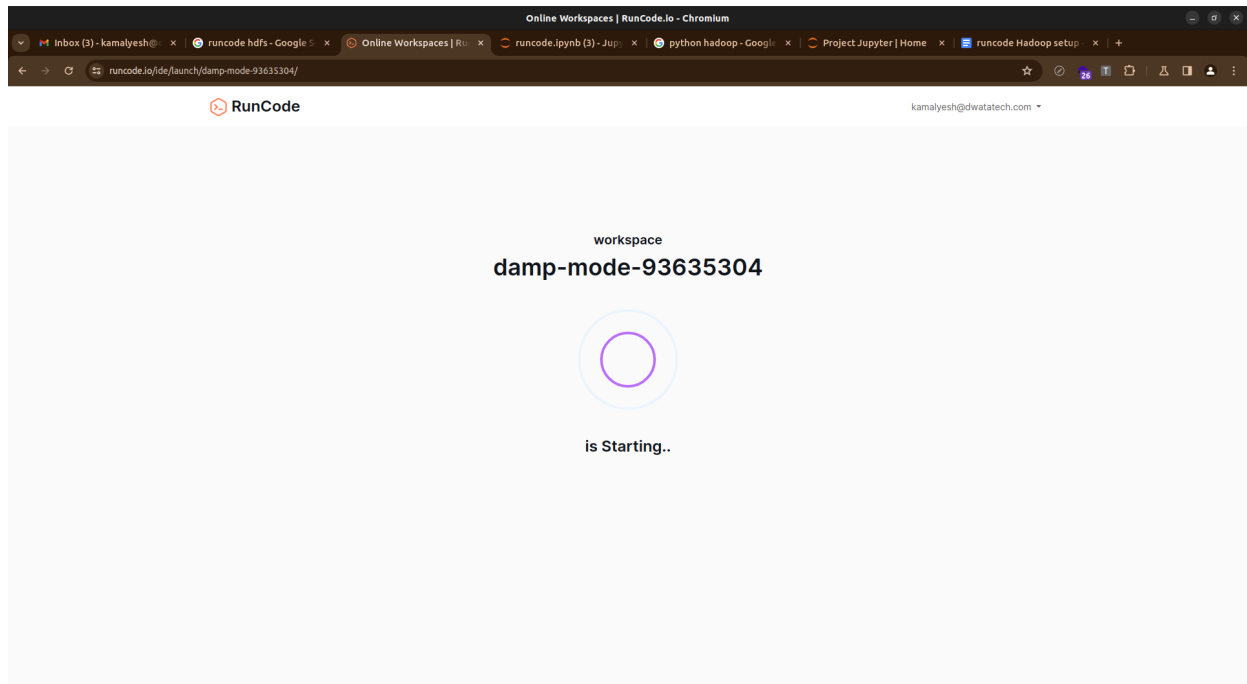 Online Workspaces | RunCode.io - Chromium
Inbox (3) - kamalyesh@ runcode hdfs - Google S Online Workspaces | Ru runcode.ipynb (3) - Jupy python hadoop - Google Project Jupyter | Home runcode Hadoop setup -
runcode.io/ide/launch/damp-mode-93635304/
26
RunCode
kamalyesh@dwatatech.com
workspace
damp-mode-93635304
is Starting..